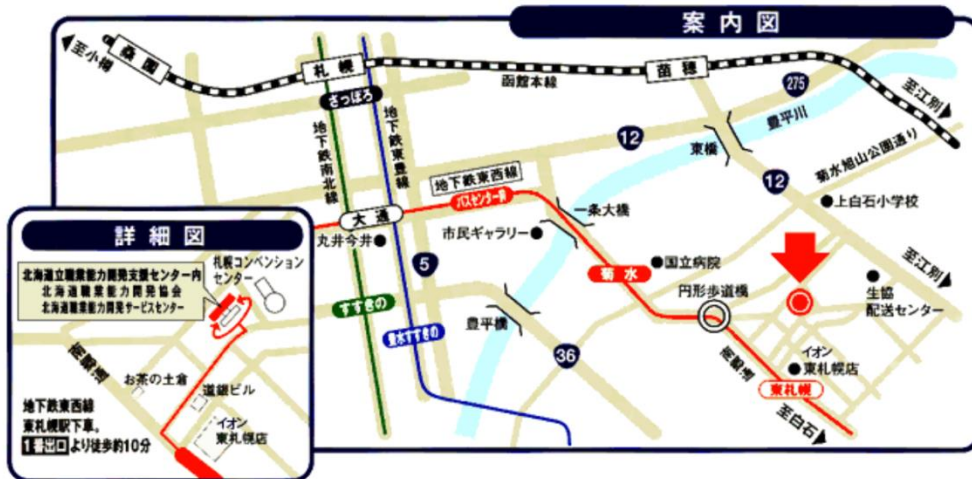 案内図
至小樽
桑園
札幌
さっぽろ
函館本線
苗穂
275
豊平川
至江別
地下鉄南北線
地下鉄東豊線
12
東橋
菊水旭山公園通り
12
地下鉄東西線
バスセンター前
大通
丸井今井
一条大橋
市民ギャラリー
上白石小学校
5
菊水
国立病院
円形歩道橋
至江別
生協
配送センター
すすきの
豊水すすきの
豊平橋
36
イオン
東札幌店
東札幌
至白石
詳細図
札幌コンベンション
センター
北海道立職業能力開発支援センター内
北海道職業能力開発協会
北海道職業能力開発サービスセンター
お茶の土倉
道銀ビル
イオン
東札幌店
地下鉄東西線
東札幌駅下車。
1番出口より徒歩約10分